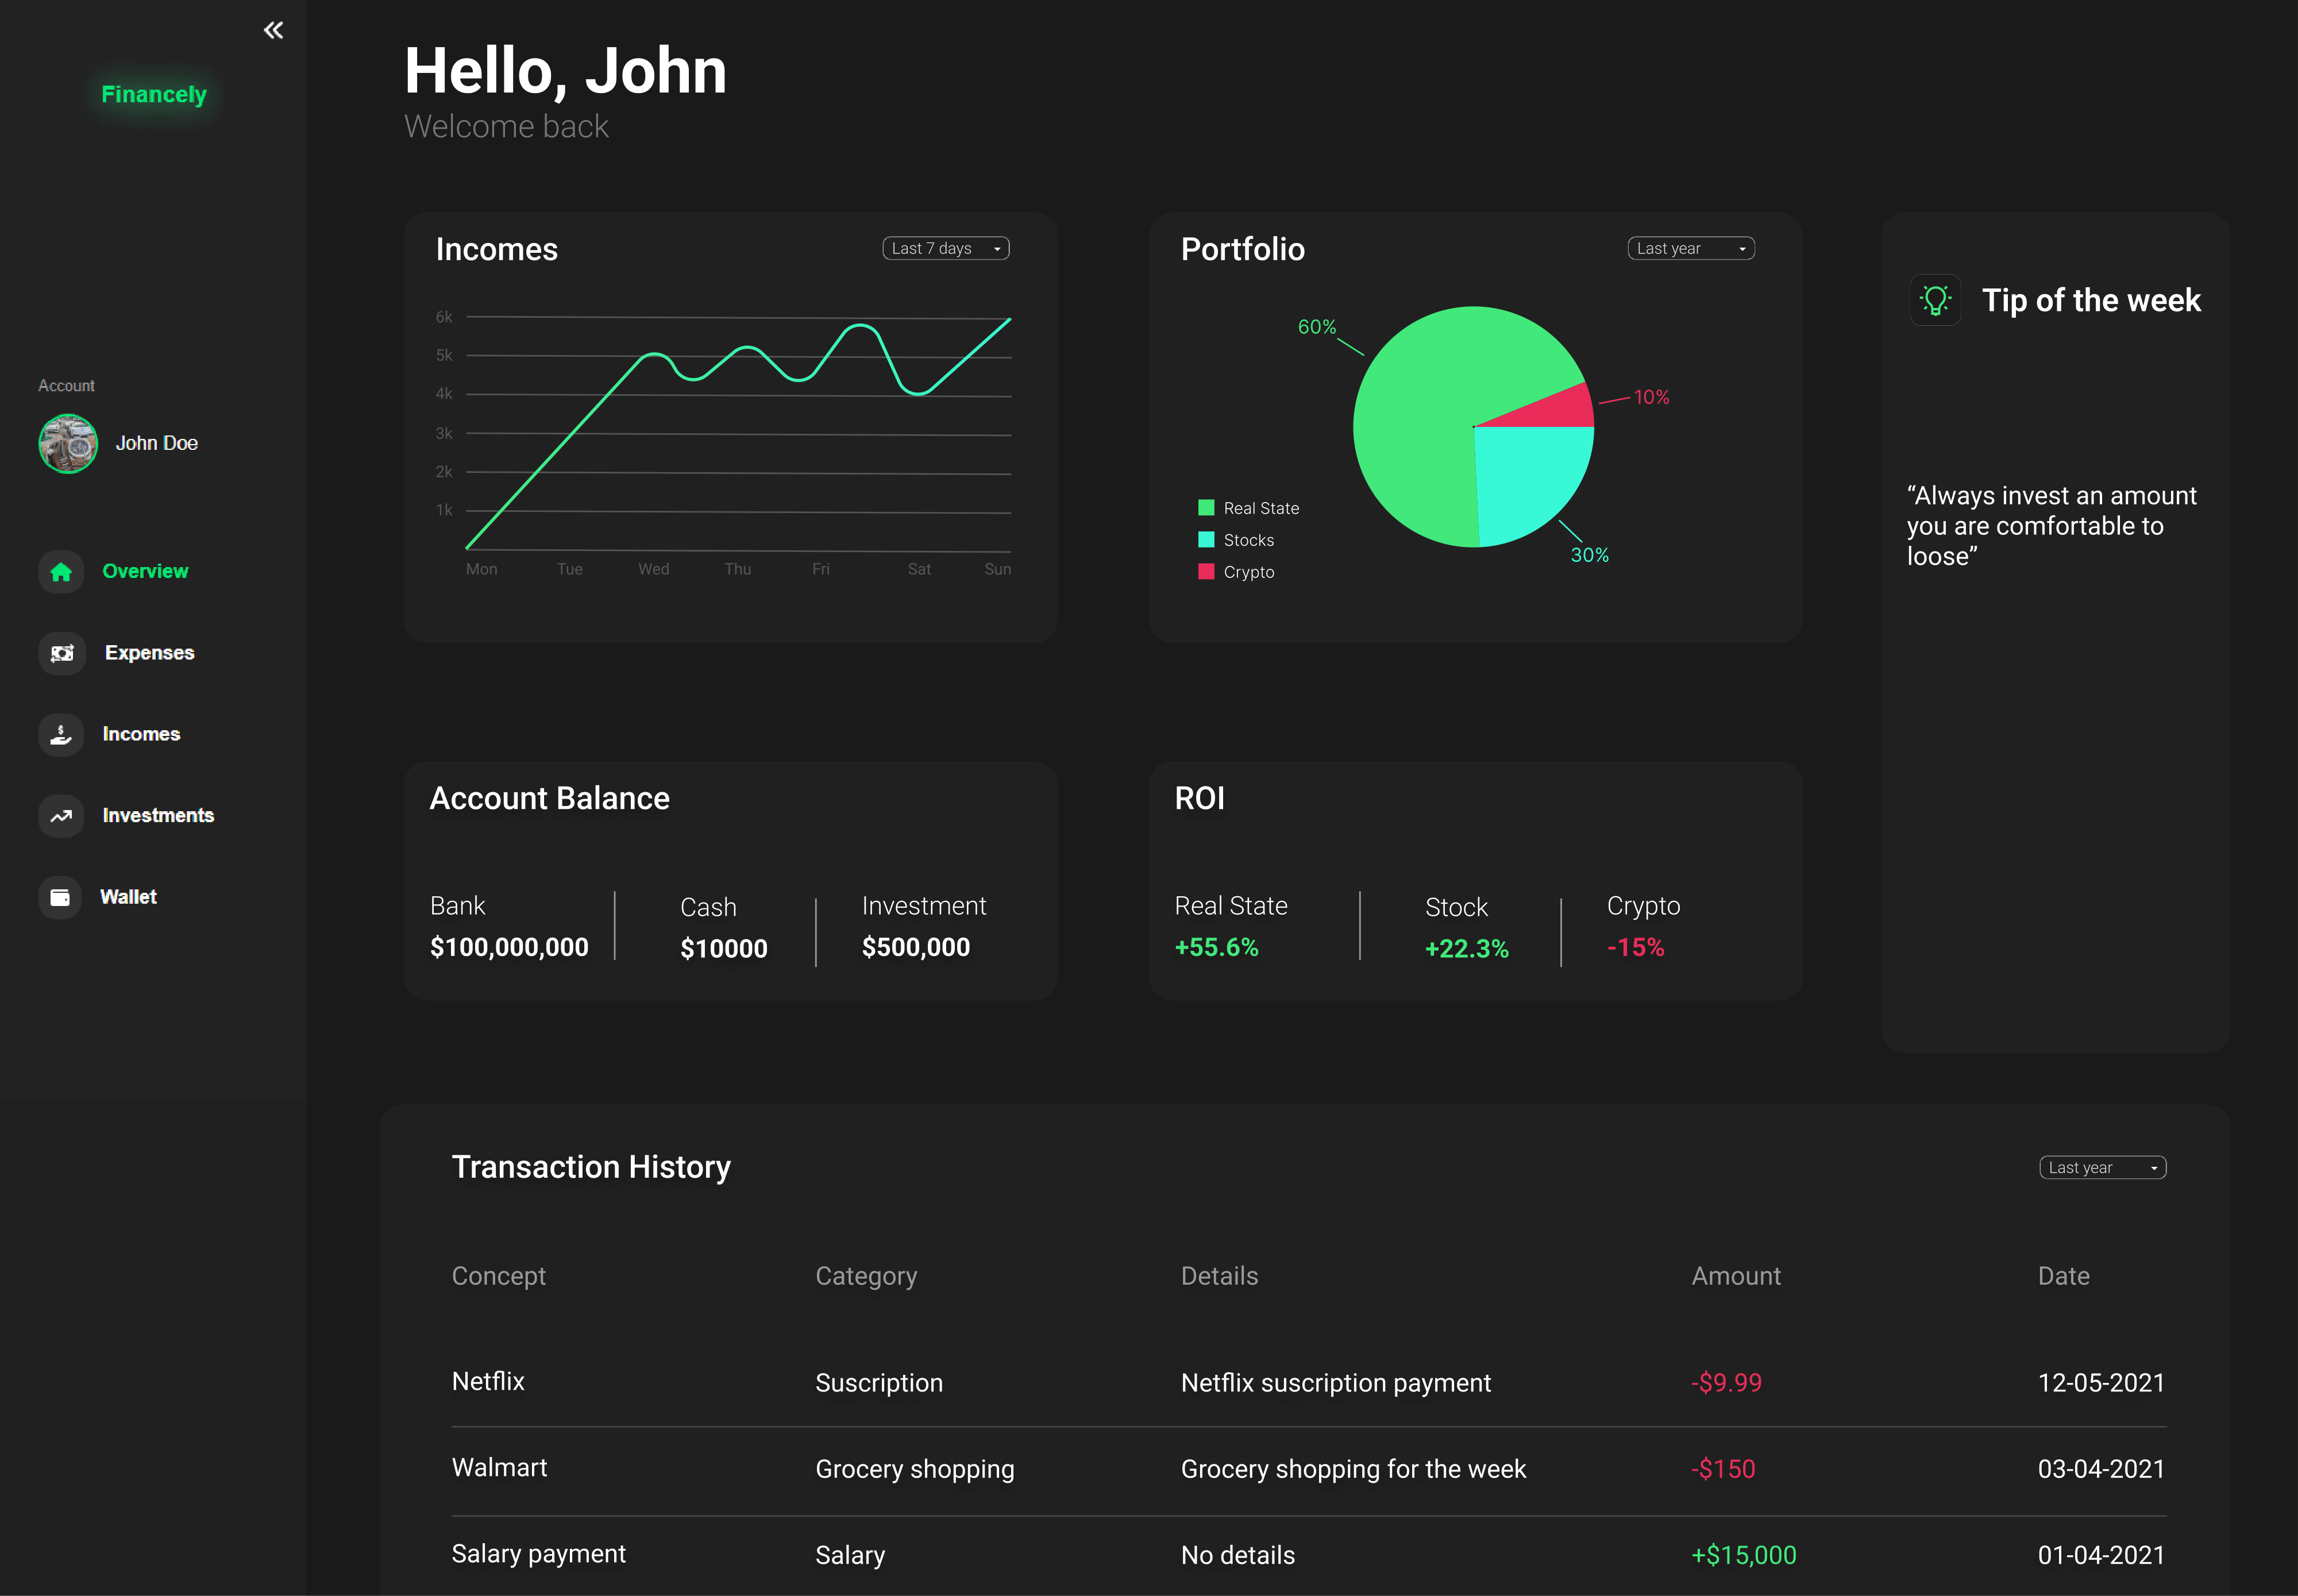 Financely
Account
John Doe
Overview
Expenses
Incomes
Investments
Wallet
Hello, John
Welcome back
Incomes
Last 7 days
6k
5k
4k
3k
2k
1k
Mon Tue Wed Thu Fri Sat Sun
Portfolio
Last year
60%
10%
30%
Real State
Stocks
Crypto
Tip of the week
“Always invest an amount
you are comfortable to
loose”
Account Balance
Bank Cash Investment
$100,000,000 $10000 $500,000
ROI
Real State Stock Crypto
+55.6% +22.3% -15%
Transaction History
Last year
Concept Category Details Amount Date
Netflix Suscription Netflix suscription payment -$9.99 12-05-2021
Walmart Grocery shopping Grocery shopping for the week -$150 03-04-2021
Salary payment Salary No details +$15,000 01-04-2021